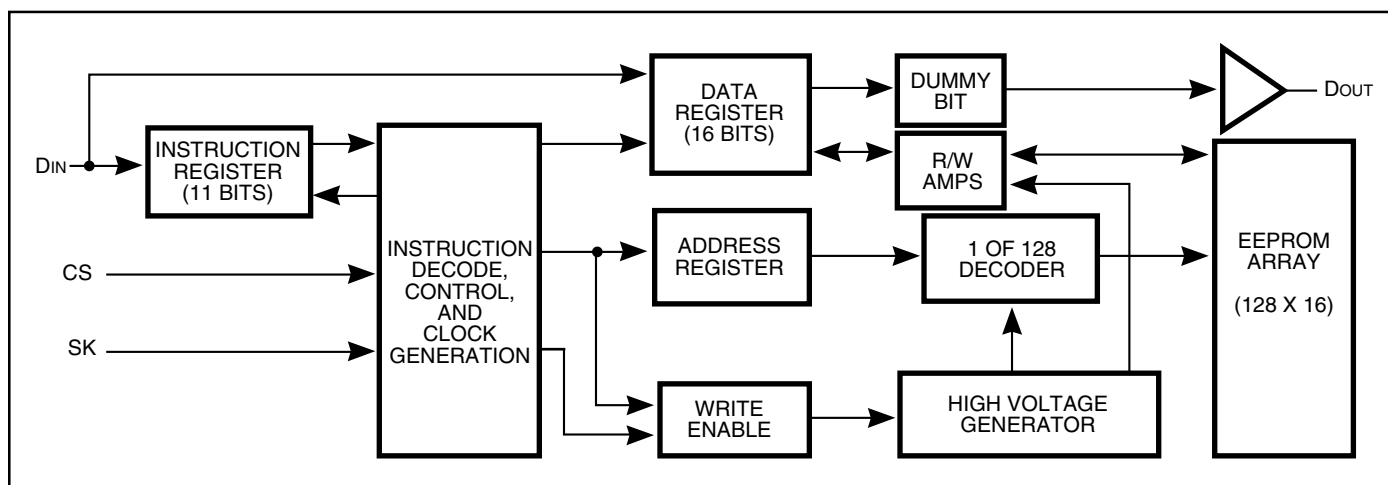 DIN
INSTRUCTION
REGISTER
(11 BITS)
CS
SK
INSTRUCTION
DECODE,
CONTROL,
AND
CLOCK
GENERATION
DATA
REGISTER
(16 BITS)
ADDRESS
REGISTER
WRITE
ENABLE
DUMMY
BIT
R/W
AMPS
1 OF 128
DECODER
HIGH VOLTAGE
GENERATOR
DOUT
EEPROM
ARRAY
(128 X 16)